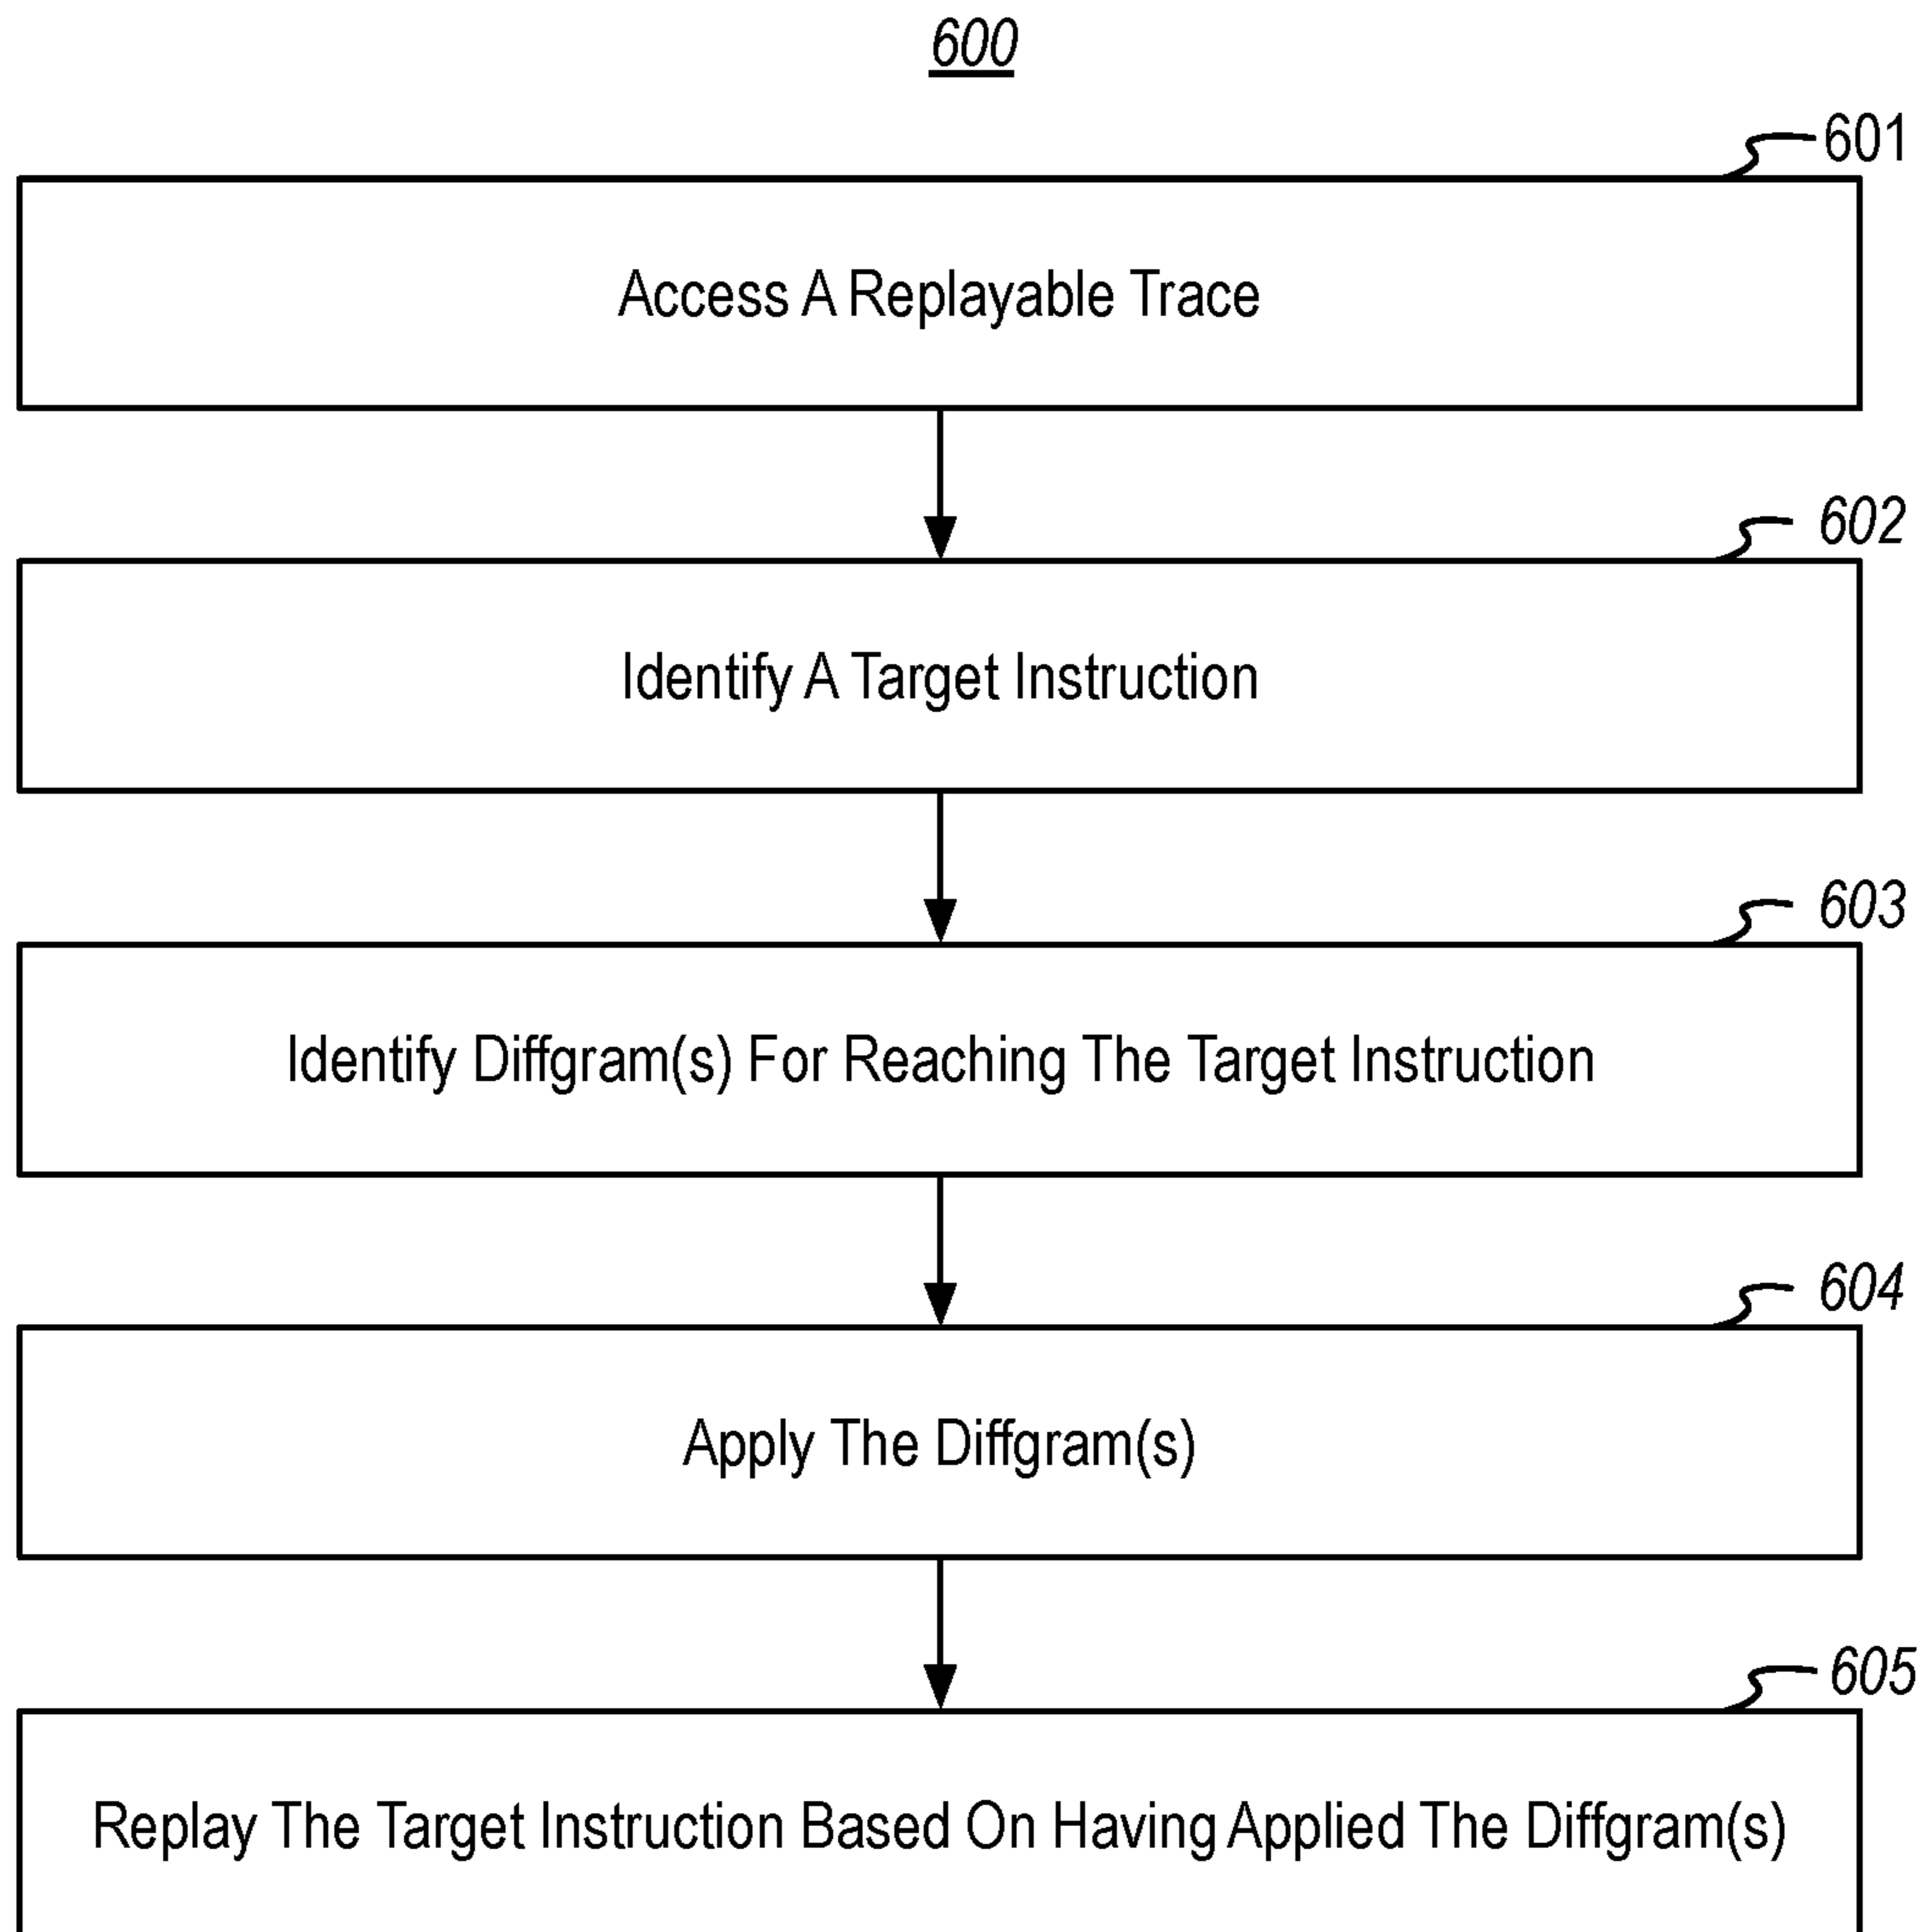 600
601
Access A Replayable Trace
602
Identify A Target Instruction
603
Identify Diffgram(s) For Reaching The Target Instruction
604
Apply The Diffgram(s)
605
Replay The Target Instruction Based On Having Applied The Diffgram(s)